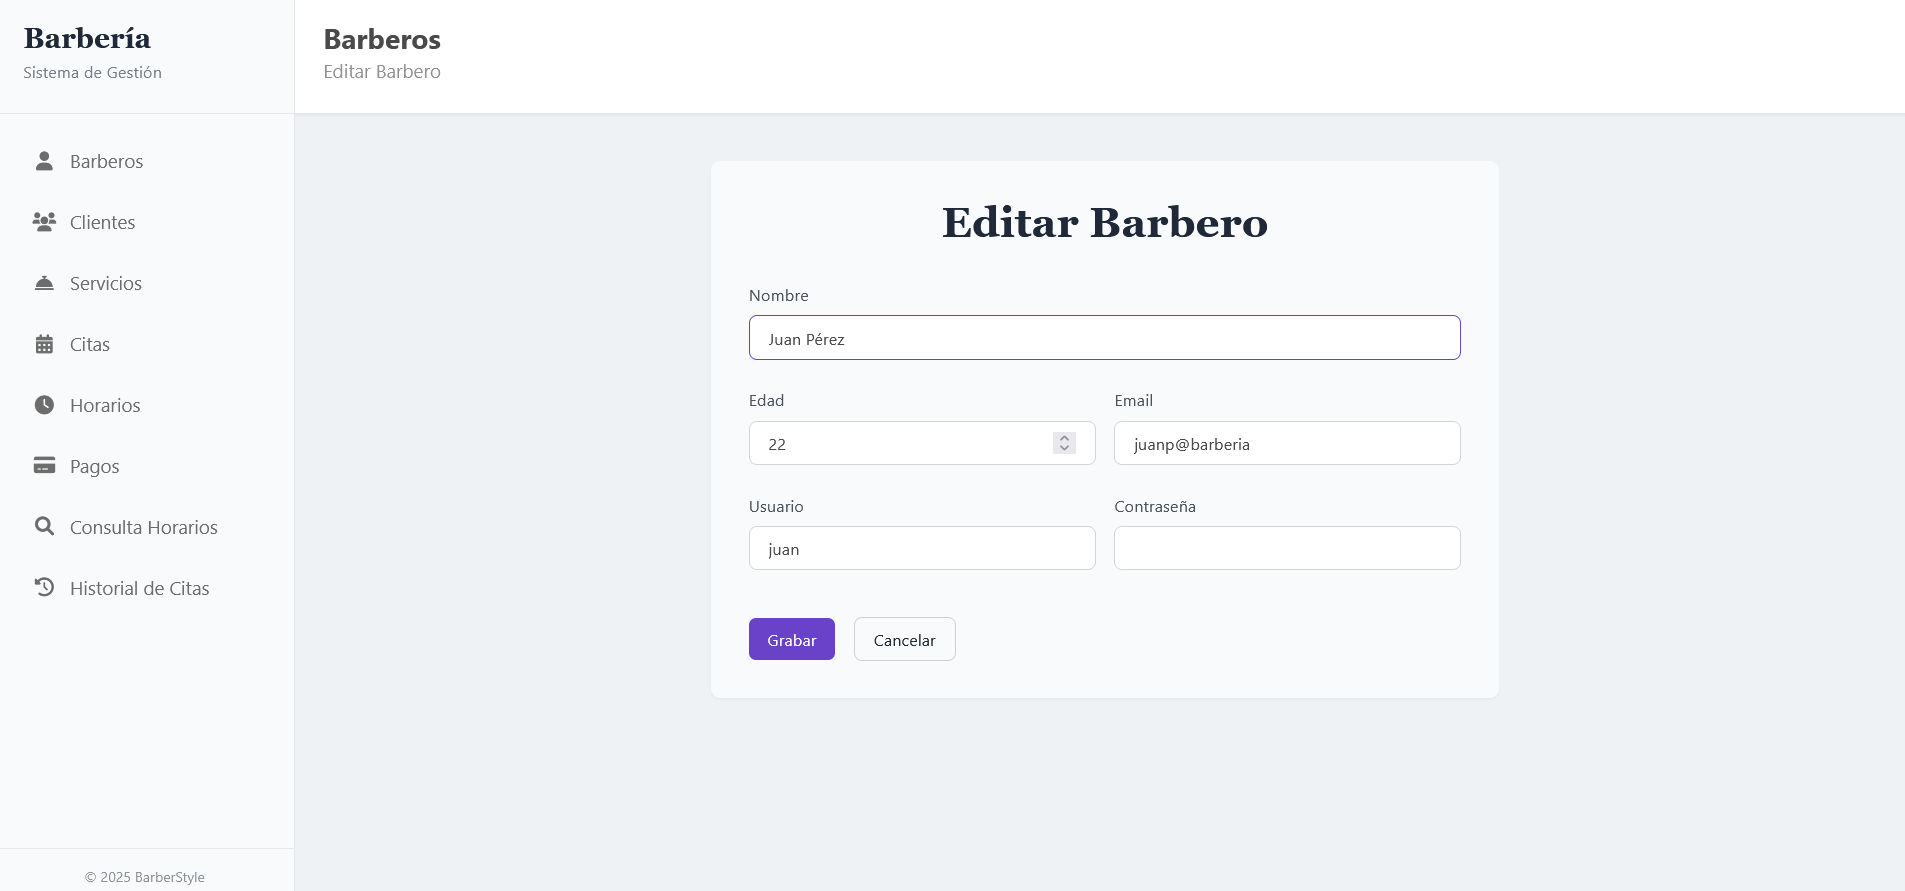 Barbería
Sistema de Gestión
Barberos
Clientes
Servicios
Citas
Horarios
Pagos
Consulta Horarios
Historial de Citas
© 2025 BarberStyle
Barberos
Editar Barbero
Editar Barbero
Nombre
Juan Pérez
Edad
Email
22
juanp@barberia
Usuario
Contraseña
juan
Grabar
Cancelar